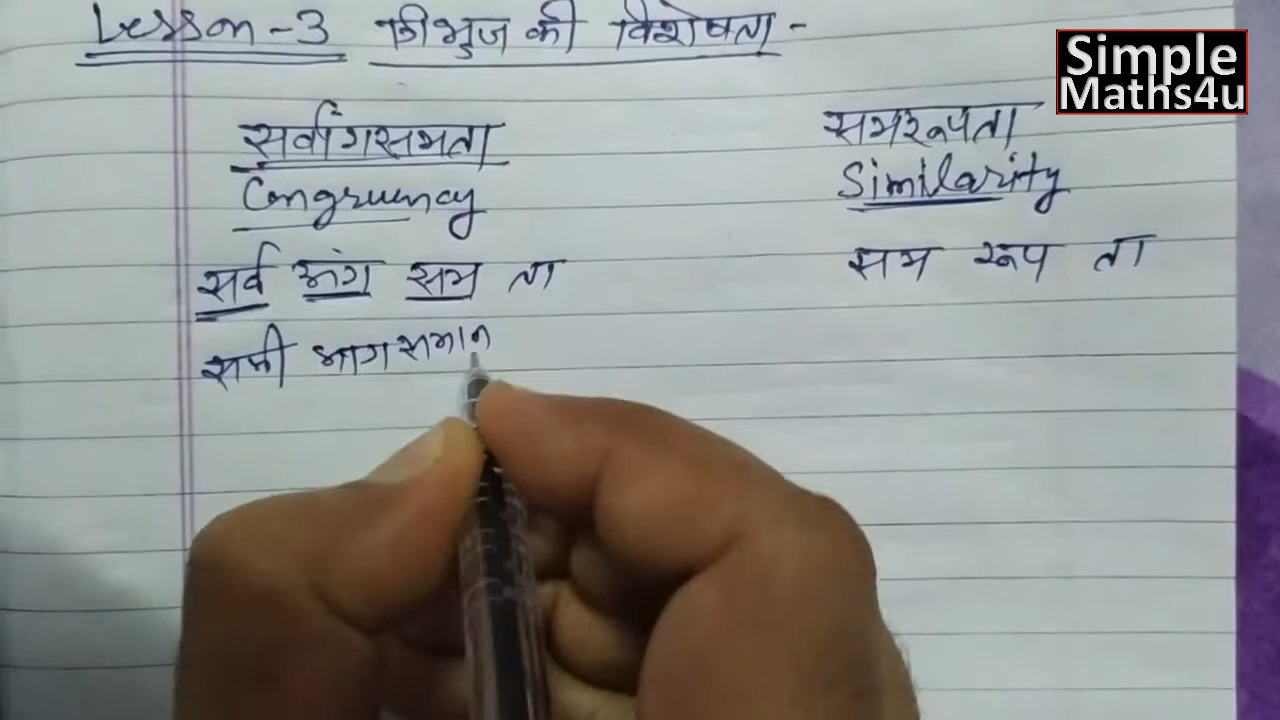 Lesson-3 त्रीभुज की विशेषता -
Simple
Maths4u
सर्वांगसमता
Congruency
सर्व अंग सम ता
सभी भाग समान
समरूपता
Similarity
सम रूप ता